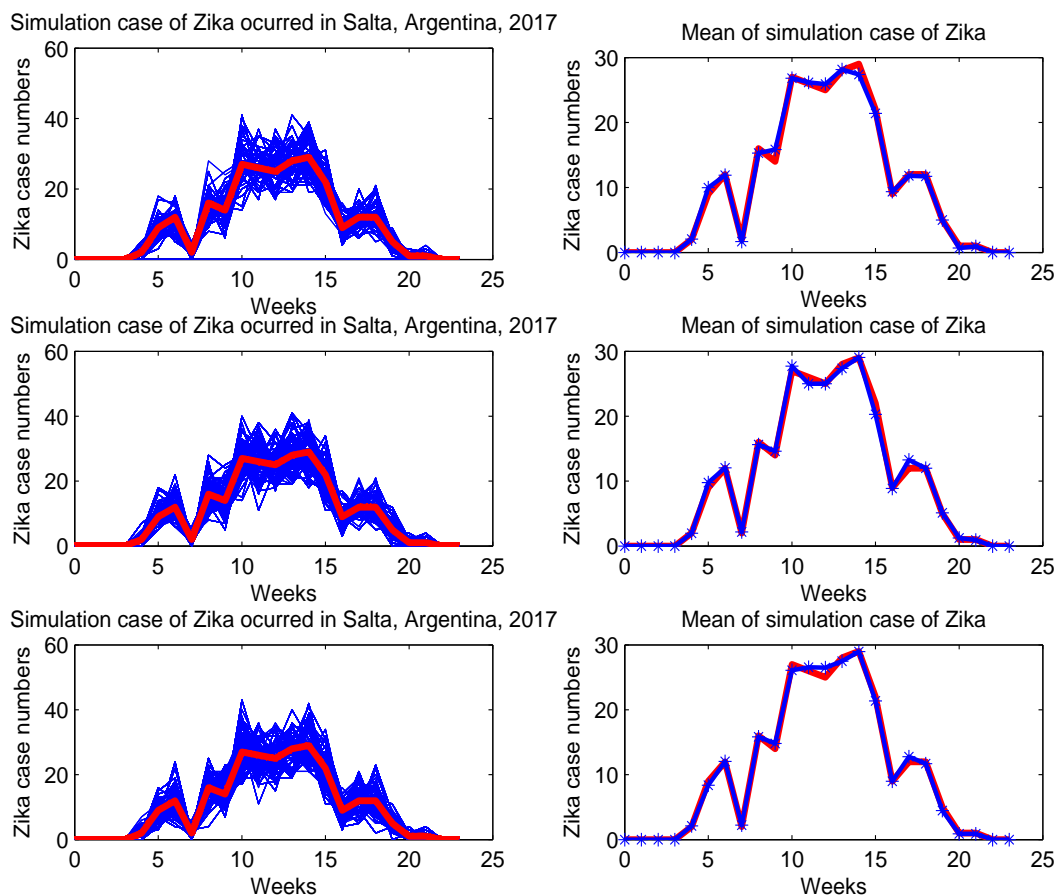 Simulation case of Zika ocurred in Salta, Argentina, 2017
60
40
20
0
Zika case numbers
0 5 10 15 20 25
Weeks
Mean of simulation case of Zika
30
20
10
0
Zika case numbers
0 5 10 15 20 25
Weeks
Simulation case of Zika ocurred in Salta, Argentina, 2017
60
40
20
0
Zika case numbers
0 5 10 15 20 25
Weeks
Mean of simulation case of Zika
30
20
10
0
Zika case numbers
0 5 10 15 20 25
Weeks
Simulation case of Zika ocurred in Salta, Argentina, 2017
60
40
20
0
Zika case numbers
0 5 10 15 20 25
Weeks
Mean of simulation case of Zika
30
20
10
0
Zika case numbers
0 5 10 15 20 25
Weeks